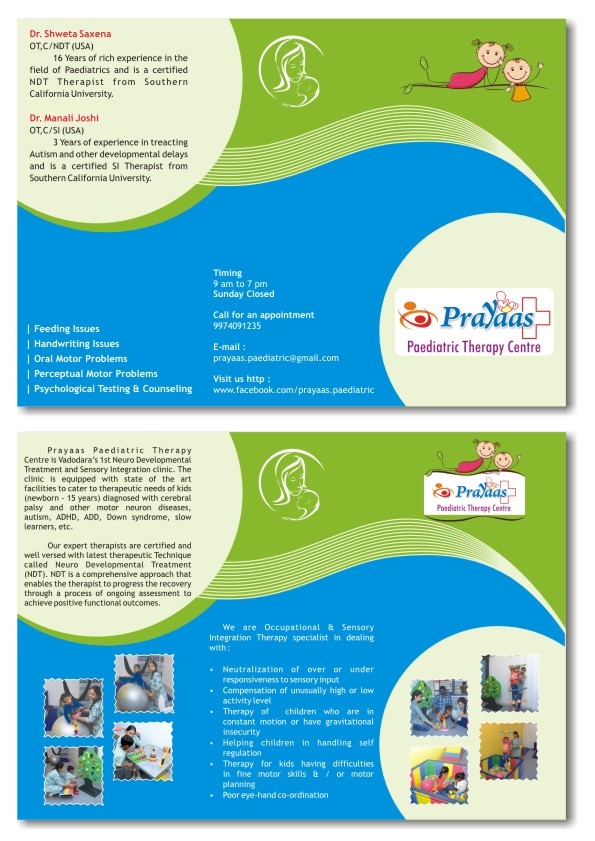 Dr. Shweta Saxena
OT,C/NDT (USA)
16 Years of rich experience in the
field of Paediatrics and is a certified
NDT Therapist from Southern
California University.
Dr. Manali Joshi
OT,C/SI (USA)
3 Years of experience in treacting
Autism and other developmental delays
and is a certified SI Therapist from
Southern California University.
| Feeding Issues
| Handwriting Issues
| Oral Motor Problems
| Perceptual Motor Problems
| Psychological Testing & Counseling
Timing
9 am to 7 pm
Sunday Closed
Call for an appointment
9974091235
E-mail :
prayaas.paediatric@gmail.com
Visit us http :
www.facebook.com/prayaas.paediatric
Prayaas
Paediatric Therapy Centre
Prayaas Paediatric Therapy
Centre is Vadodara's 1st Neuro Developmental
Treatment and Sensory Integration clinic. The
clinic is equipped with state of the art
facilities to cater to therapeutic needs of kids
(newborn - 15 years) diagnosed with cerebral
palsy and other motor neuron diseases,
autism, ADHD, ADD, Down syndrome, slow
learners, etc.
Our expert therapists are certified and
well versed with latest therapeutic Technique
called Neuro Developmental Treatment
(NDT). NDT is a comprehensive approach that
enables the therapist to progress the recovery
through a process of ongoing assessment to
achieve positive functional outcomes.
We are Occupational & Sensory
Integration Therapy specialist in dealing
with :
• Neutralization of over or under
responsiveness to sensory input
• Compensation of unusually high or low
activity level
• Therapy of children who are in
constant motion or have gravitational
insecurity
• Helping children in handling self
regulation
• Therapy for kids having difficulties
in fine motor skills & / or motor
planning
• Poor eye-hand co-ordination
Prayaas
Paediatric Therapy Centre